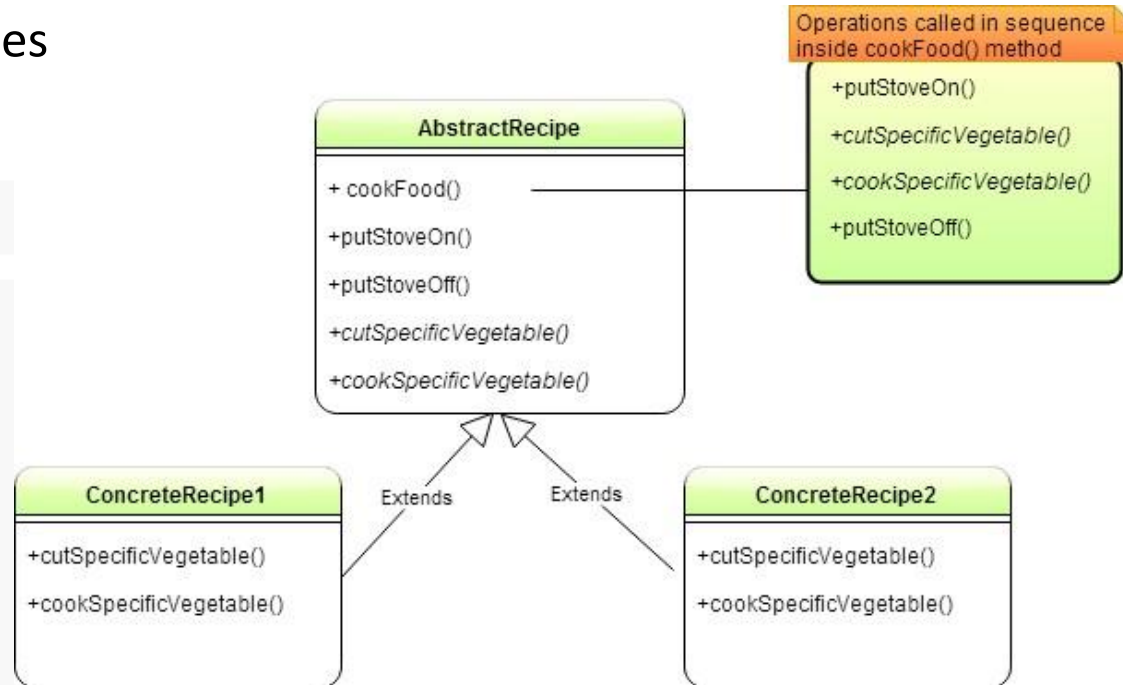 es
Operations called in sequence
inside cookFood() method
+putStoveOn()
+cutSpecificVegetable()
+cookSpecificVegetable()
+putStoveOff()
AbstractRecipe
+ cookFood()
+putStoveOn()
+putStoveOff()
+cutSpecificVegetable()
+cookSpecificVegetable()
Extends
Extends
ConcreteRecipe1
+cutSpecificVegetable()
+cookSpecificVegetable()
ConcreteRecipe2
+cutSpecificVegetable()
+cookSpecificVegetable()